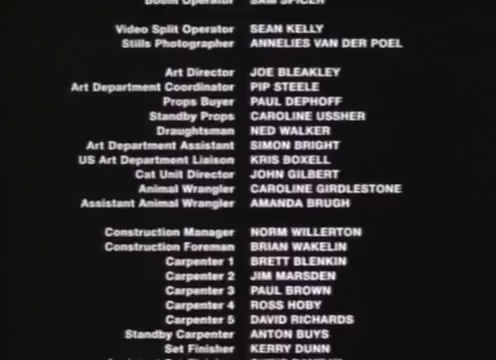 Boom Operator SAM SPICER
Video Split Operator SEAN KELLY
Stills Photographer ANNELIES VAN DER POEL
Art Director JOE BLEAKLEY
Art Department Coordinator PIP STEELE
Props Buyer PAUL DEPHOFF
Standby Props CAROLINE USSHER
Draughtsman NED WALKER
Art Department Assistant SIMON BRIGHT
US Art Department Liaison KRIS BOXELL
Cat Unit Director JOHN GILBERT
Animal Wrangler CAROLINE GIRDLESTONE
Assistant Animal Wrangler AMANDA BRUGH
Construction Manager NORM WILLERTON
Construction Foreman BRIAN WAKELIN
Carpenter 1 BRETT BLENKIN
Carpenter 2 JIM MARSDEN
Carpenter 3 PAUL BROWN
Carpenter 4 ROSS HOBY
Carpenter 5 DAVID RICHARDS
Standby Carpenter ANTON BUYS
Set Finisher KERRY DUNN